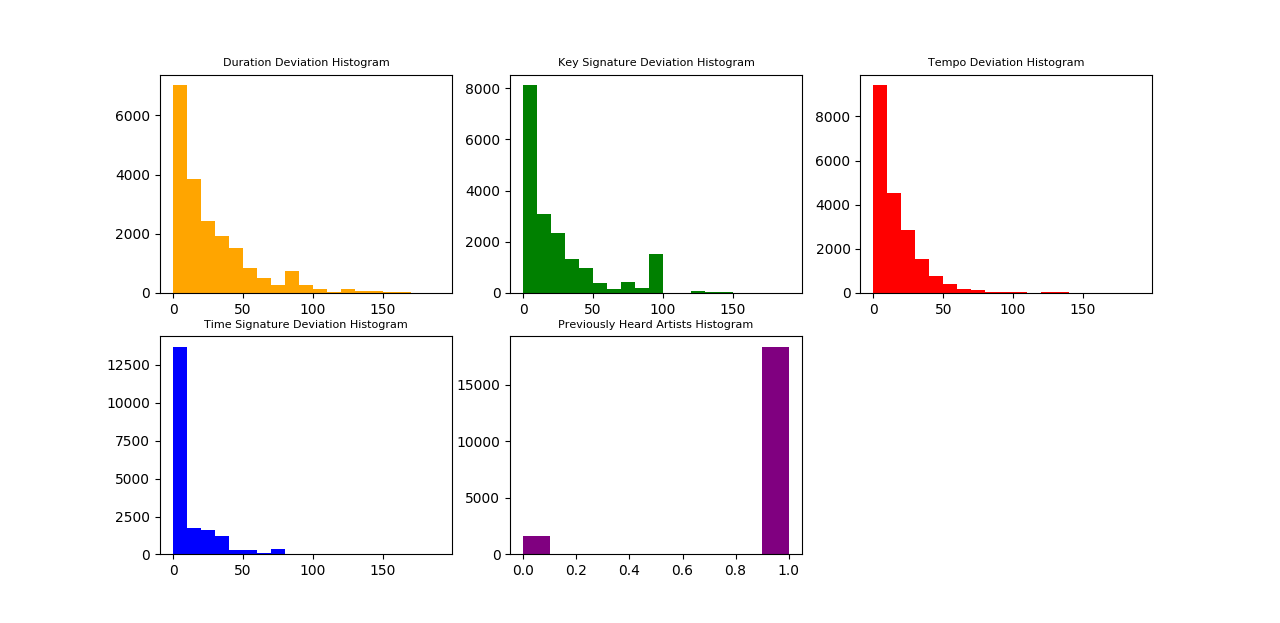 Duration Deviation Histogram
6000
4000
2000
0
0 50 100 150
Key Signature Deviation Histogram
8000
6000
4000
2000
0
0 50 100 150
Tempo Deviation Histogram
8000
6000
4000
2000
0
0 50 100 150
Time Signature Deviation Histogram
12500
10000
7500
5000
2500
0
0 50 100 150
Previously Heard Artists Histogram
15000
10000
5000
0
0.0 0.2 0.4 0.6 0.8 1.0